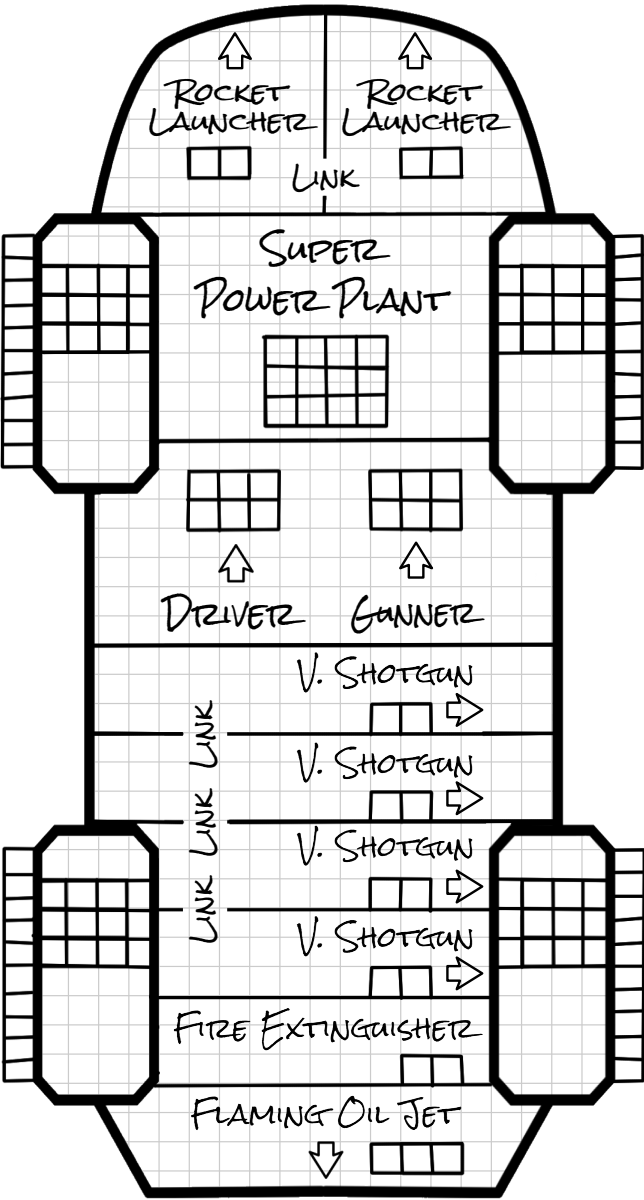 Rocket
Launcher
Rocket
Launcher
Link
Super
Power Plant
Driver
Gunner
V. Shotgun
Link
V. Shotgun
Link
V. Shotgun
Link
V. Shotgun
Fire Extinguisher
Flaming Oil Jet